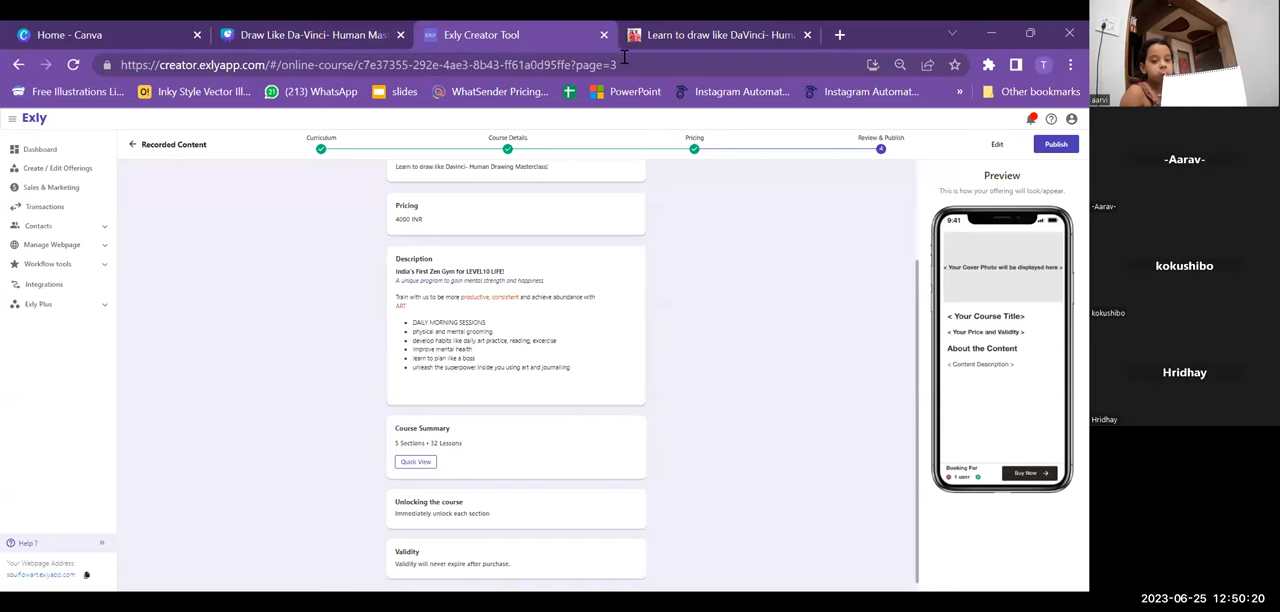 Home - Canva
Draw Like Da-Vinci- Human Mas
Exly Creator Tool
Learn to draw like DaVinci- Hum
https://creator.exlyapp.com/#/online-course/c7e37355-292e-4ae3-8b43-ff61a0d95ffe?page=3
T
Free Illustrations Li...
Inky Style Vector Ill...
(213) WhatsApp
slides
WhatSender Pricing...
PowerPoint
Instagram Automat...
Instagram Automat...
»
Other bookmarks
Exly
Dashboard
Create / Edit Offerings
Sales & Marketing
Transactions
Contacts
Manage Webpage
Workflow tools
Integrations
Exly Plus
Help ?
Your Webpage Address:
soulflowart.exlyapp.com
Recorded Content
Curriculum
Course Details
Pricing
Review & Publish
4
Edit
Publish
Learn to draw like Davinci- Human Drawing Masterclass!
Pricing
4000 INR
Description
India's First Zen Gym for LEVEL10 LIFE!
A unique program to gain mental strength and happiness
Train with us to be more productive, consistent and achieve abundance with
ART
• DAILY MORNING SESSIONS
• physical and mental grooming
• develop habits like daily art practice, reading, excercise
• improve mental health
• learn to plan like a boss
• unleash the superpower inside you using art and journalling
Course Summary
5 Sections • 32 Lessons
Quick View
Unlocking the course
Immediately unlock each section
Validity
Validity will never expire after purchase.
Preview
This is how your offering will look/appear.
9:41
< Your Cover Photo will be displayed here >
< Your Course Title>
< Your Price and Validity >
About the Content
< Content Description >
Booking For
1 user
Buy Now
aarvi
-Aarav-
-Aarav-
kokushibo
kokushibo
Hridhay
Hridhay
2023-06-25 12:50:20